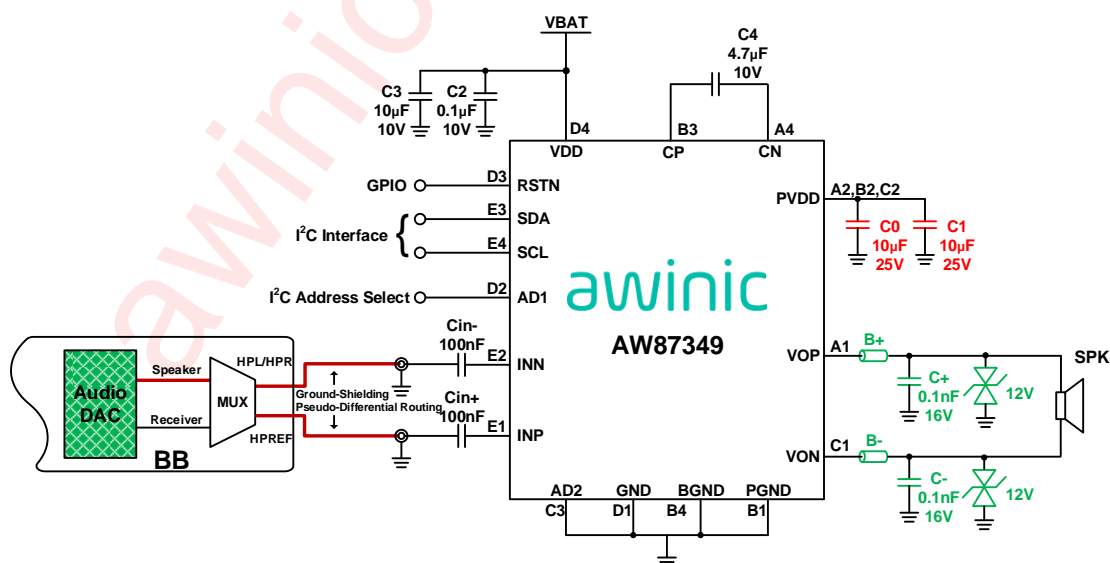 VBAT
C4
4.7µF
10V
C3
10µF
10V
C2
0.1µF
10V
D4
B3
A4
VDD
CP
CN
GPIO
D3
RSTN
PVDD
A2,B2,C2
I²C Interface
E3
SDA
E4
SCL
C0
10µF
25V
C1
10µF
25V
I²C Address Select
D2
AD1
awinic
AW87349
Cin-
100nF
E2
INN
VOP
A1
B+
SPK
C+
0.1nF
16V
12V
Audio
DAC
Speaker
Receiver
MUX
HPL/HPR
HPREF
BB
Ground-Shielding
Pseudo-Differential Routing
Cin+
100nF
E1
INP
VON
C1
B-
C-
0.1nF
16V
12V
AD2
GND
BGND
PGND
C3
D1
B4
B1
awinic